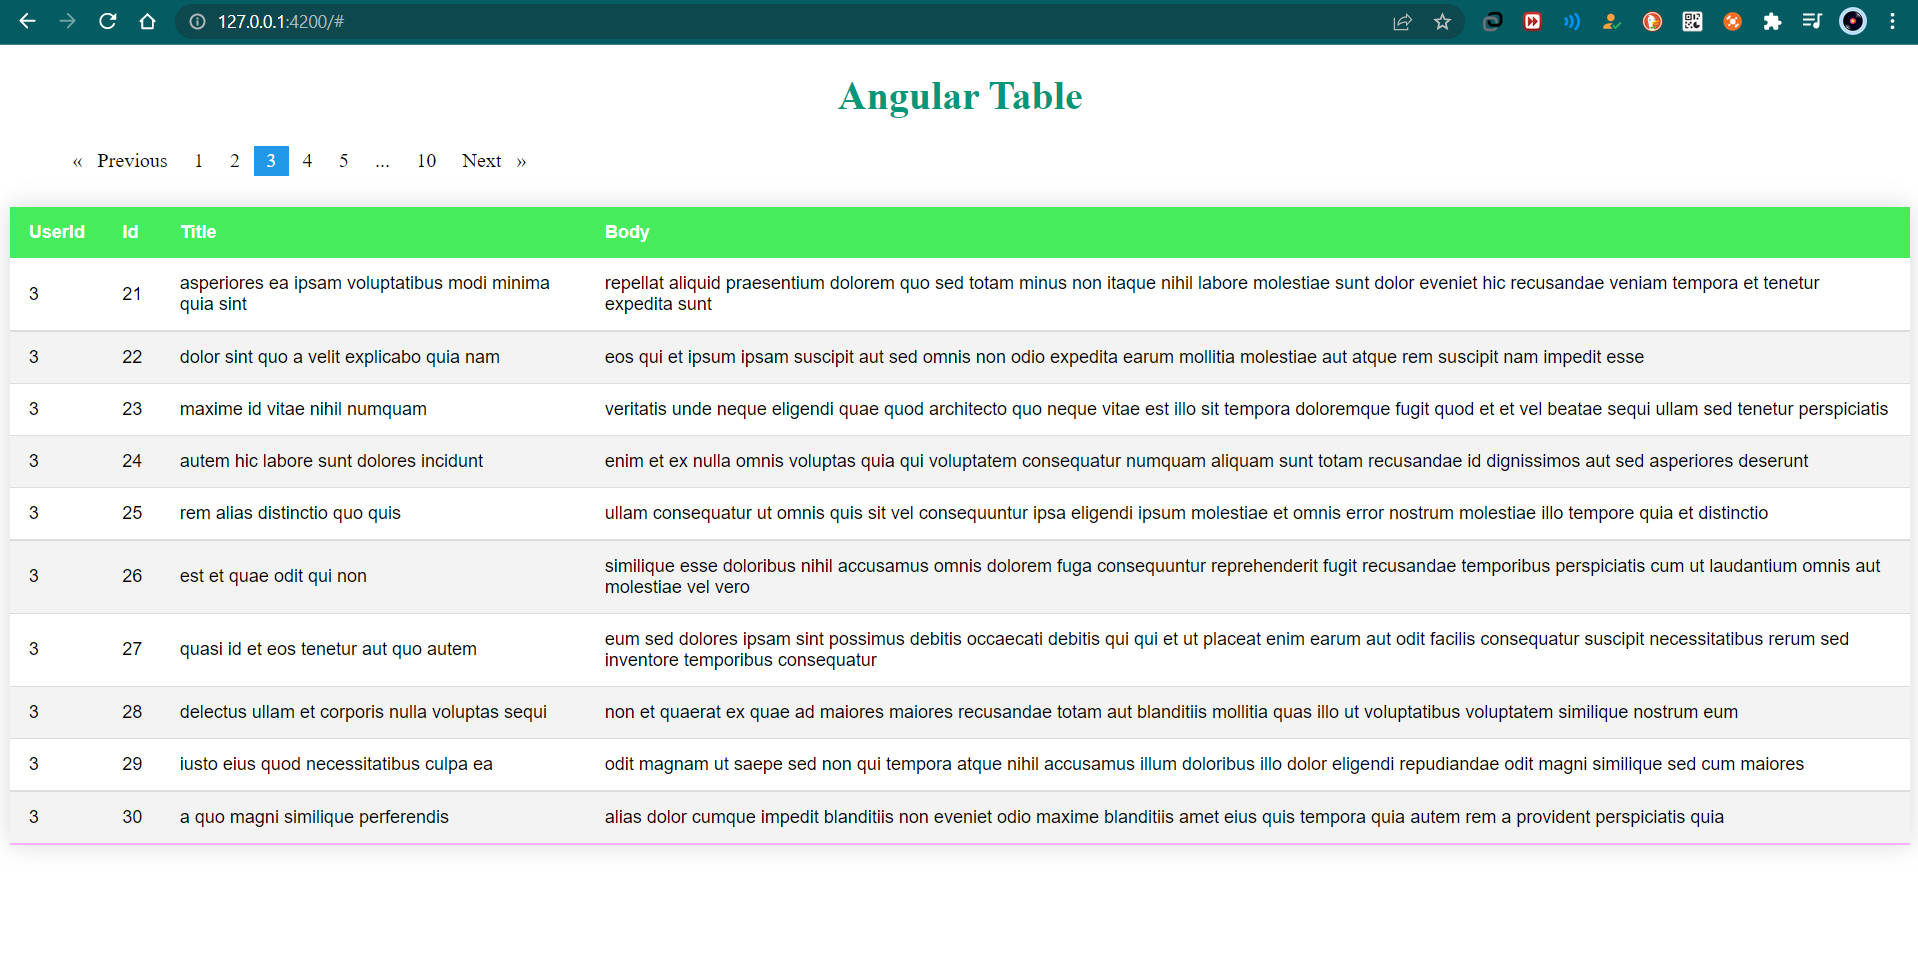 127.0.0.1:4200/#
Angular Table
« Previous 1 2 3 4 5 ... 10 Next »
UserId Id Title Body
3 21 asperiores ea ipsam voluptatibus modi minima quia sint repellat aliquid praesentium dolorem quo sed totam minus non itaque nihil labore molestiae sunt dolor eveniet hic recusandae veniam tempora et tenetur expedita sunt
3 22 dolor sint quo a velit explicabo quia nam eos qui et ipsum ipsam suscipit aut sed omnis non odio expedita earum mollitia molestiae aut atque rem suscipit nam impedit esse
3 23 maxime id vitae nihil numquam veritatis unde neque eligendi quae quod architecto quo neque vitae est illo sit tempora doloremque fugit quod et et vel beatae sequi ullam sed tenetur perspiciatis
3 24 autem hic labore sunt dolores incidunt enim et ex nulla omnis voluptas quia qui voluptatem consequatur numquam aliquam sunt totam recusandae id dignissimos aut sed asperiores deserunt
3 25 rem alias distinctio quo quis ullam consequatur ut omnis quis sit vel consequuntur ipsa eligendi ipsum molestiae et omnis error nostrum molestiae illo tempore quia et distinctio
3 26 est et quae odit qui non similique esse doloribus nihil accusamus omnis dolorem fuga consequuntur reprehenderit fugit recusandae temporibus perspiciatis cum ut laudantium omnis aut molestiae vel vero
3 27 quasi id et eos tenetur aut quo autem eum sed dolores ipsam sint possimus debitis occaecati debitis qui qui et ut placeat enim earum aut odit facilis consequatur suscipit necessitatibus rerum sed inventore temporibus consequatur
3 28 delectus ullam et corporis nulla voluptas sequi non et quaerat ex quae ad maiores maiores recusandae totam aut blanditiis mollitia quas illo ut voluptatibus voluptatem similique nostrum eum
3 29 iusto eius quod necessitatibus culpa ea odit magnam ut saepe sed non qui tempora atque nihil accusamus illum doloribus illo dolor eligendi repudiandae odit magni similique sed cum maiores
3 30 a quo magni similique perferendis alias dolor cumque impedit blanditiis non eveniet odio maxime blanditiis amet eius quis tempora quia autem rem a provident perspiciatis quia